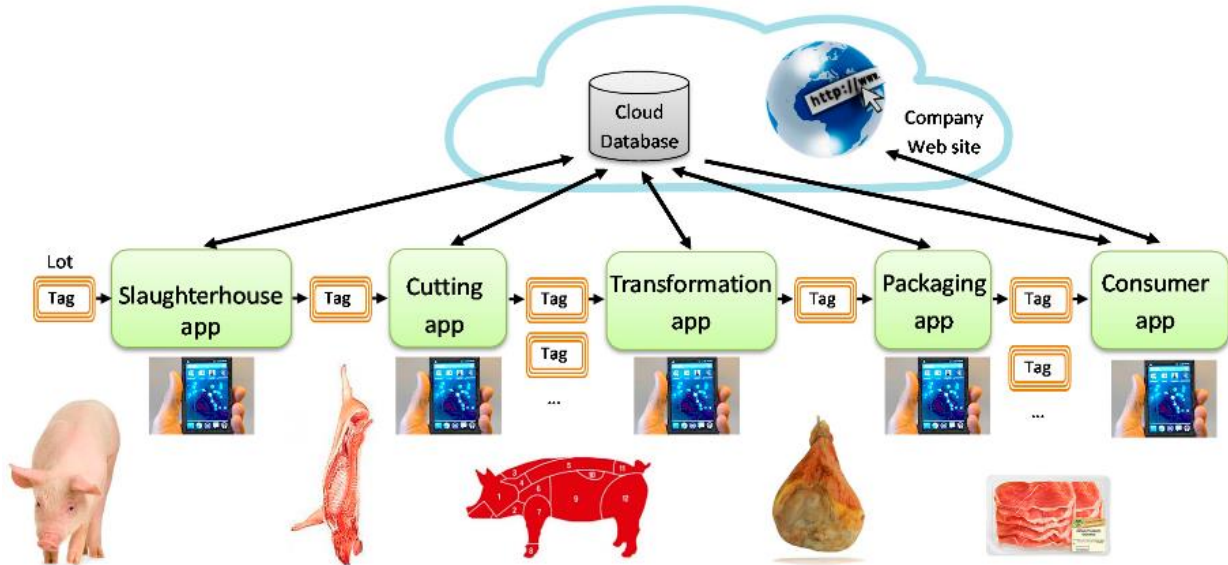 http://www.
Cloud
Database
Company
Web site
Lot
Tag
Slaughterhouse
app
Tag
Cutting
app
Tag
Tag
...
Transformation
app
Tag
Packaging
app
Tag
Tag
...
Consumer
app
1
2
3
4
5
6
7
8
9
10
11
12